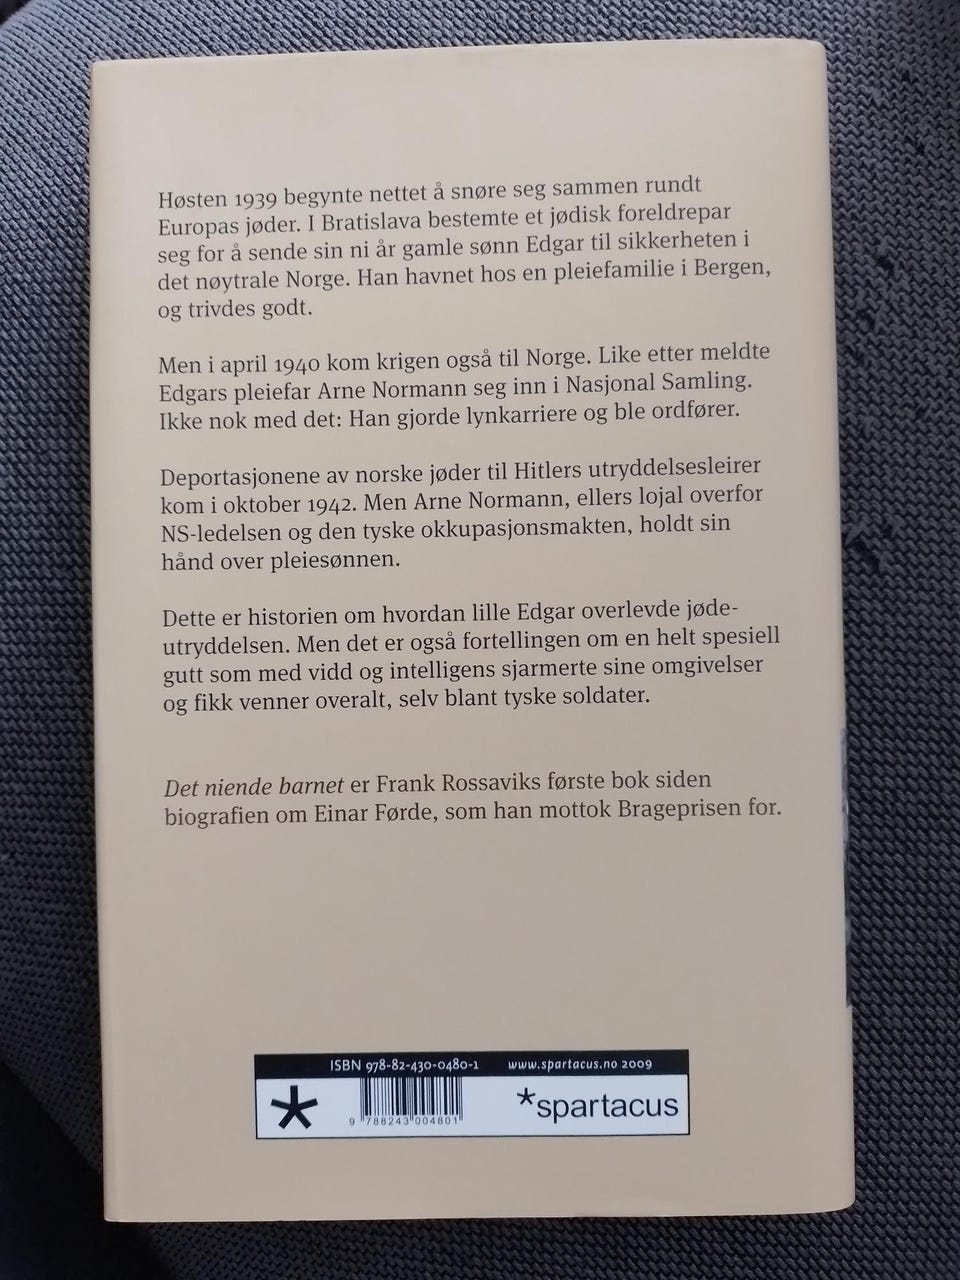 Høsten 1939 begynte nettet å snøre seg sammen rundt
Europas jøder. I Bratislava bestemte et jødisk foreldrepar
seg for å sende sin ni år gamle sønn Edgar til sikkerheten i
det nøytrale Norge. Han havnet hos en pleiefamilie i Bergen,
og trivdes godt.
Men i april 1940 kom krigen også til Norge. Like etter meldte
Edgars pleiefar Arne Normann seg inn i Nasjonal Samling.
Ikke nok med det: Han gjorde lynkarriere og ble ordfører.
Deportasjonene av norske jøder til Hitlers utryddelsesleirer
kom i oktober 1942. Men Arne Normann, ellers lojal overfor
NS-ledelsen og den tyske okkupasjonsmakten, holdt sin
hånd over pleiesønnen.
Dette er historien om hvordan lille Edgar overlevde jøde-
utryddelsen. Men det er også fortellingen om en helt spesiell
gutt som med vidd og intelligens sjarmerte sine omgivelser
og fikk venner overalt, selv blant tyske soldater.
Det niende barnet er Frank Rossaviks første bok siden
biografien om Einar Førde, som han mottok Brageprisen for.
ISBN 978-82-430-0480-1 www.spartacus.no 2009
*spartacus
9 788243 004801